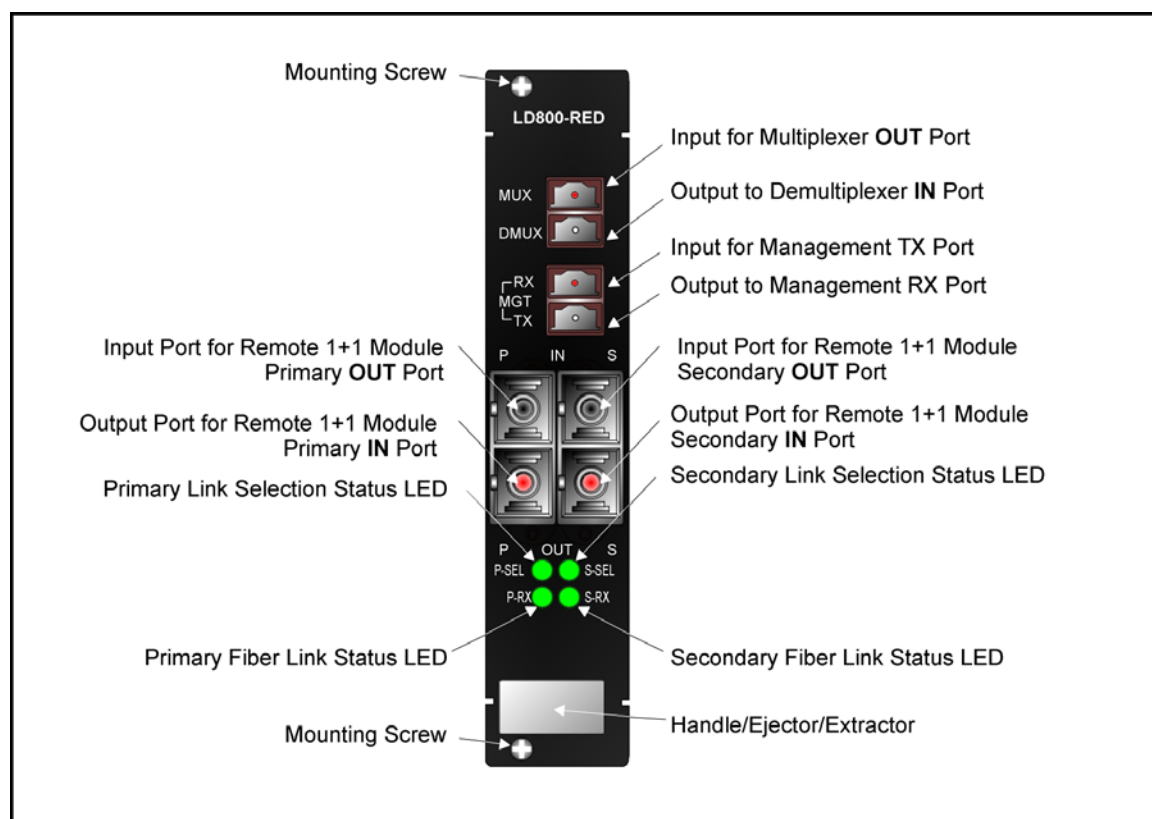 Mounting Screw
LD800-RED
Input for Multiplexer OUT Port
MUX
Output to Demultiplexer IN Port
DMUX
Input for Management TX Port
RX
MGT
Output to Management RX Port
TX
P IN S
Input Port for Remote 1+1 Module
Primary OUT Port
Input Port for Remote 1+1 Module
Secondary OUT Port
Output Port for Remote 1+1 Module
Primary IN Port
Output Port for Remote 1+1 Module
Secondary IN Port
Primary Link Selection Status LED
Secondary Link Selection Status LED
P OUT S
P-SEL S-SEL
P-RX S-RX
Primary Fiber Link Status LED
Secondary Fiber Link Status LED
Handle/Ejector/Extractor
Mounting Screw